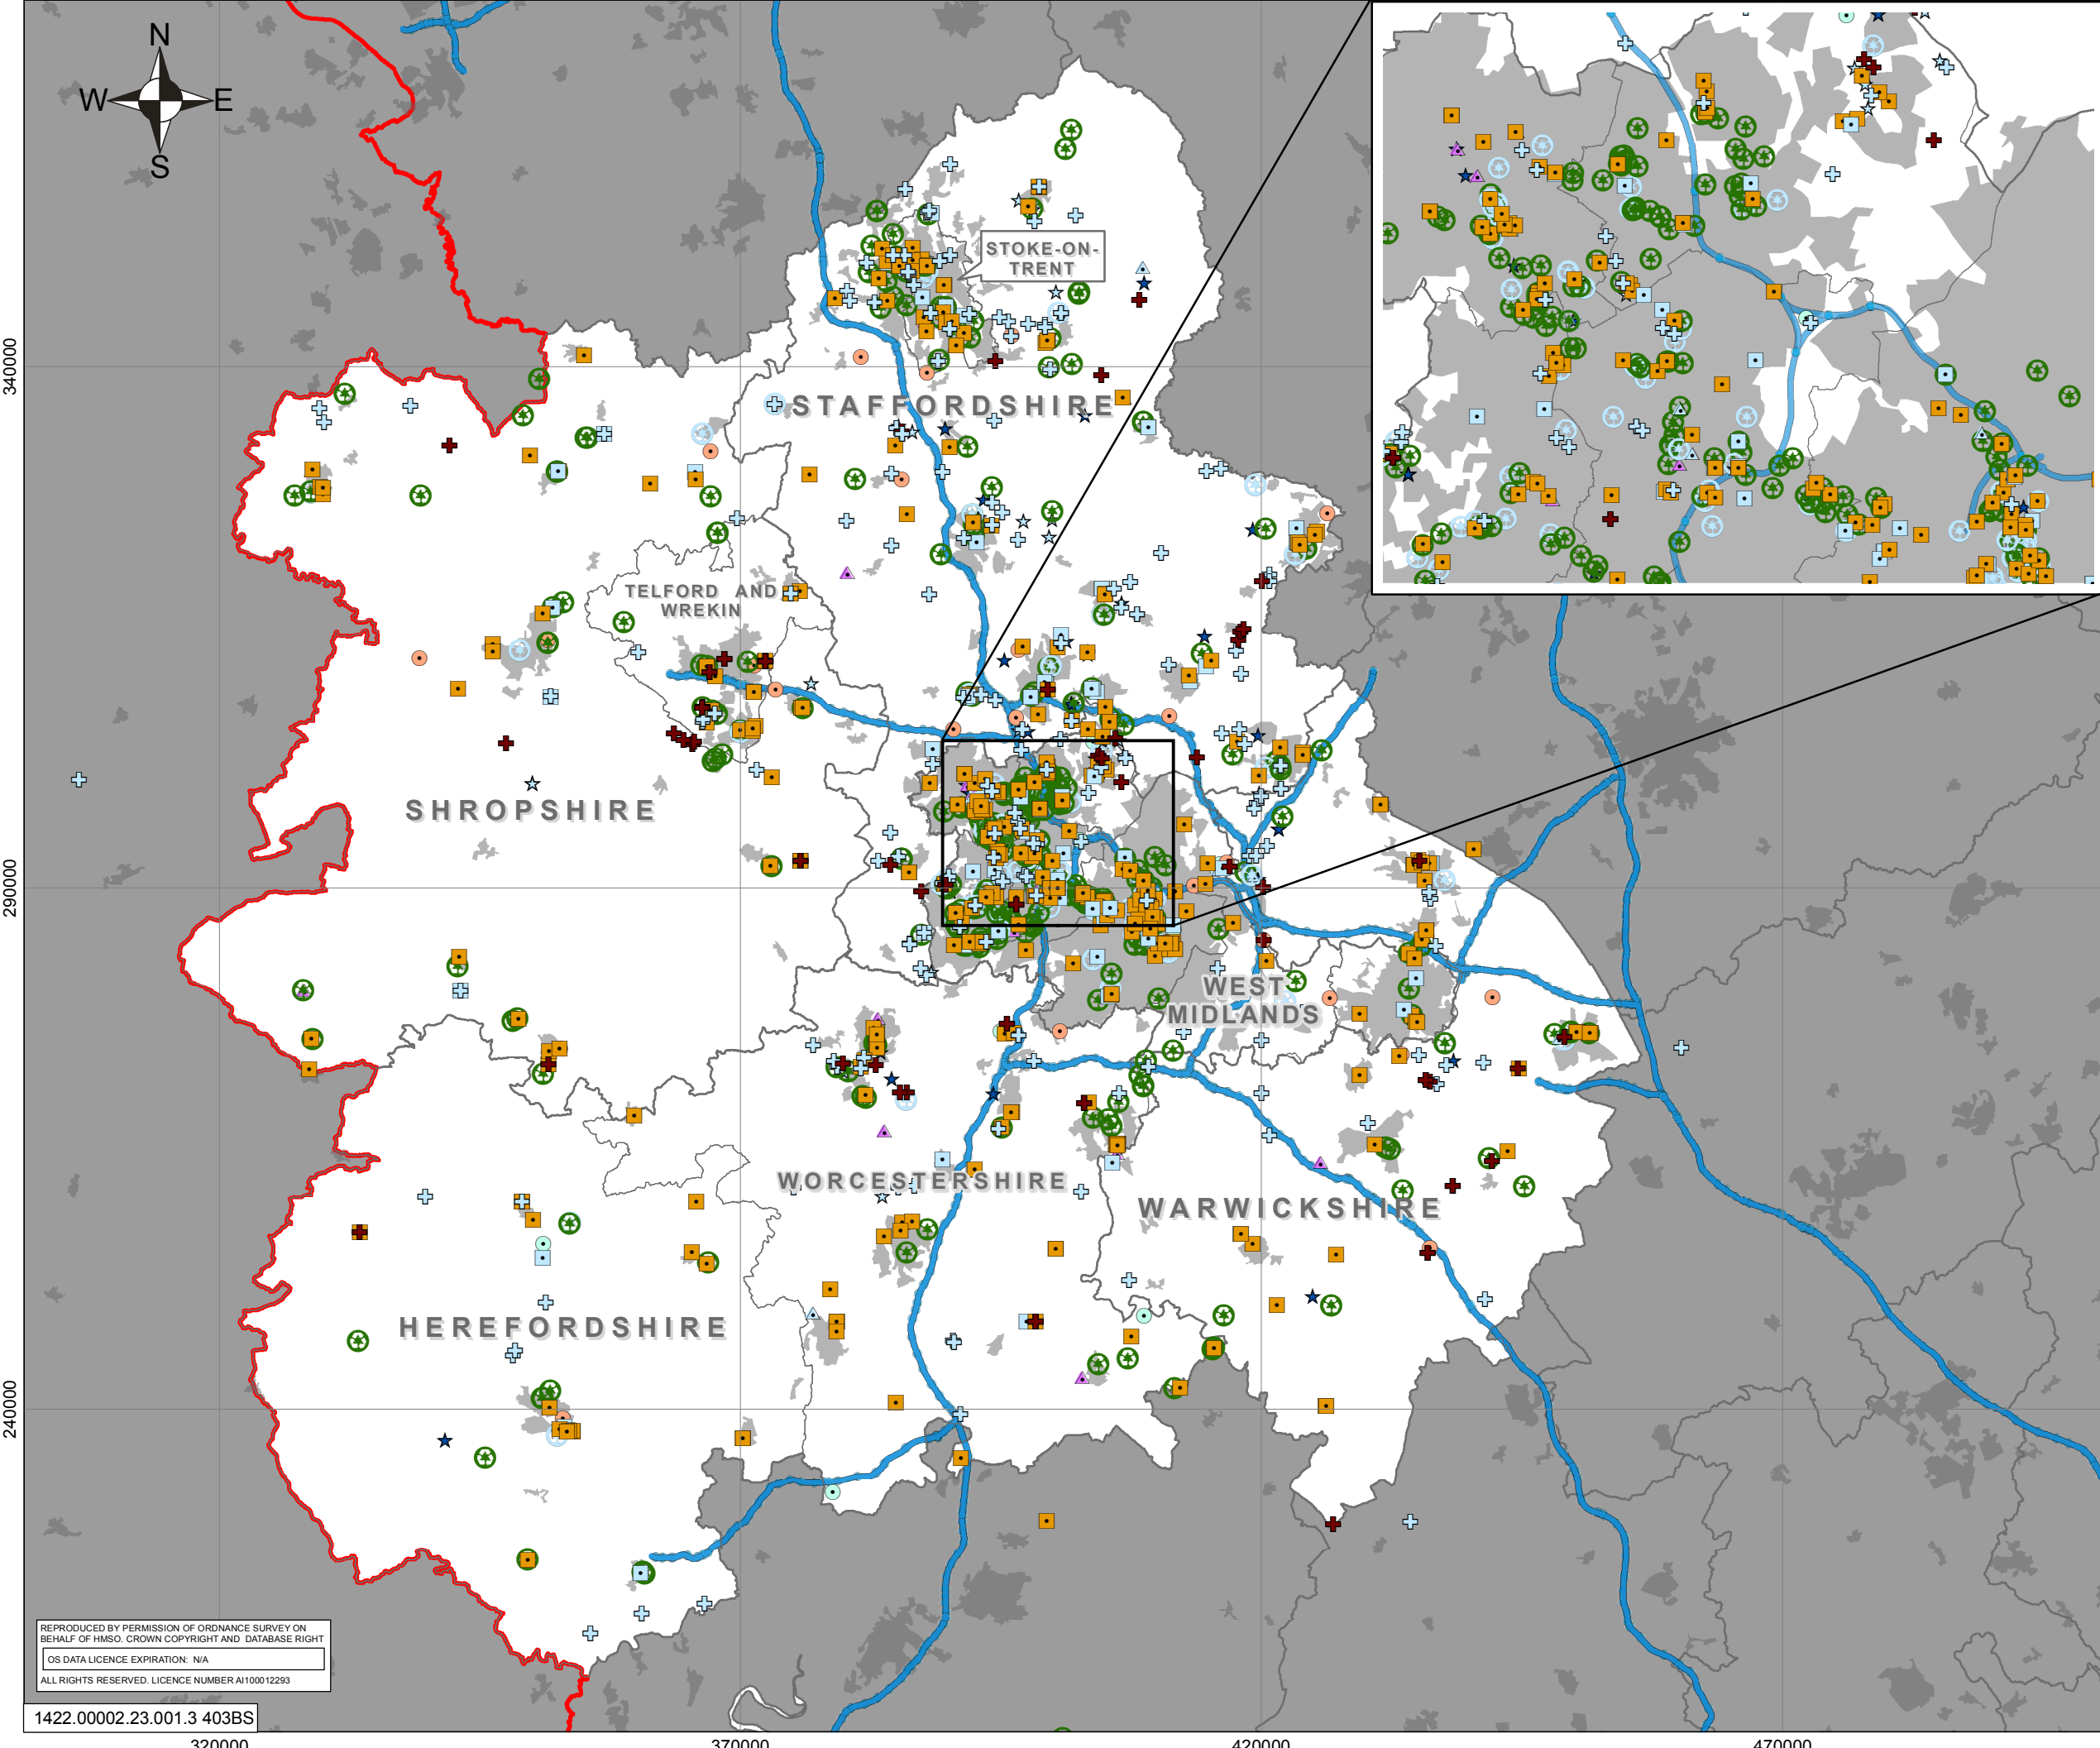 N
W E
S
STOKE-ON-
TRENT
STAFFORDSHIRE
TELFORD AND
WREKIN
SHROPSHIRE
WEST
MIDLANDS
WORCESTERSHIRE
WARWICKSHIRE
HEREFORDSHIRE
340000
290000
240000
REPRODUCED BY PERMISSION OF ORDNANCE SURVEY ON
BEHALF OF HMSO. CROWN COPYRIGHT AND DATABASE RIGHT
OS DATA LICENCE EXPIRATION: N/A
ALL RIGHTS RESERVED. LICENCE NUMBER AI100012293
1422.00002.23.001.3 403BS
320000 370000 420000 470000